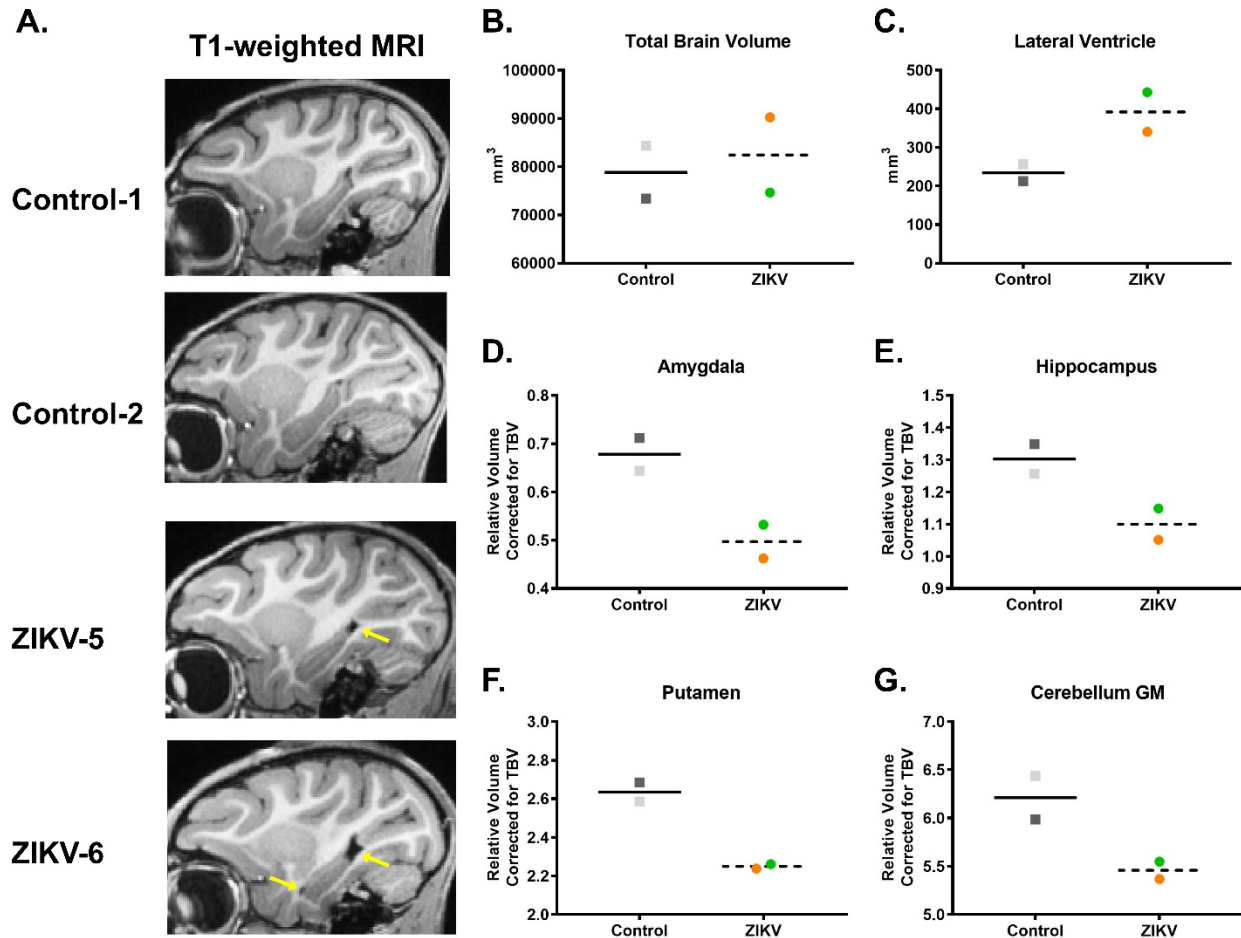 A.
T1-weighted MRI
Control-1
Control-2
ZIKV-5
ZIKV-6
B.
Total Brain Volume
mm³
100000
90000
80000
70000
60000
Control
ZIKV
C.
Lateral Ventricle
mm³
500
400
300
200
100
0
Control
ZIKV
D.
Amygdala
Relative Volume
Corrected for TBV
0.8
0.7
0.6
0.5
0.4
Control
ZIKV
E.
Hippocampus
Relative Volume
Corrected for TBV
1.5
1.4
1.3
1.2
1.1
1.0
0.9
Control
ZIKV
F.
Putamen
Relative Volume
Corrected for TBV
3.0
2.8
2.6
2.4
2.2
2.0
Control
ZIKV
G.
Cerebellum GM
Relative Volume
Corrected for TBV
7.0
6.5
6.0
5.5
5.0
Control
ZIKV